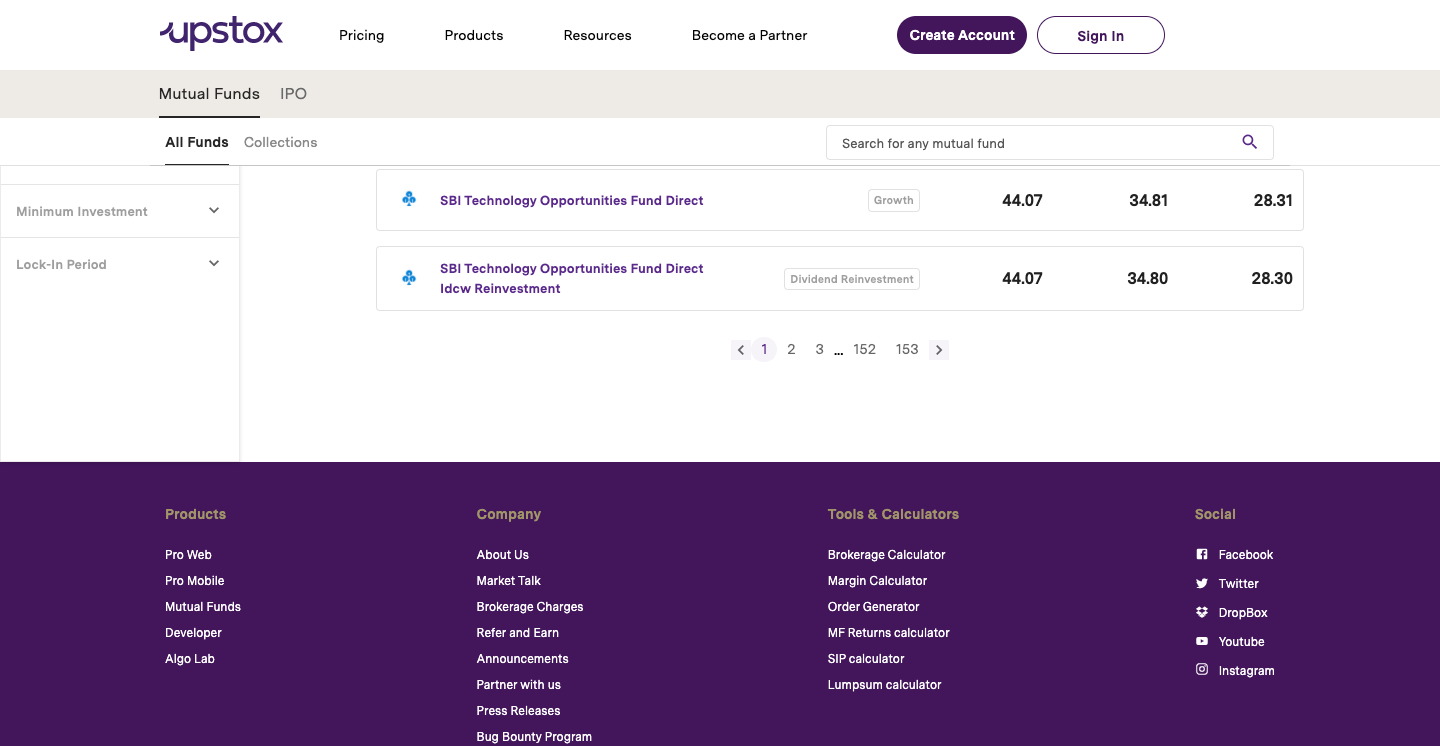 upstox
Pricing
Products
Resources
Become a Partner
Create Account
Sign In
Mutual Funds
IPO
All Funds
Collections
Search for any mutual fund
Minimum Investment
Lock-In Period
SBI Technology Opportunities Fund Direct
Growth
44.07
34.81
28.31
SBI Technology Opportunities Fund Direct
Idcw Reinvestment
Dividend Reinvestment
44.07
34.80
28.30
1 2 3 ... 152 153
Products
Pro Web
Pro Mobile
Mutual Funds
Developer
Algo Lab
Company
About Us
Market Talk
Brokerage Charges
Refer and Earn
Announcements
Partner with us
Press Releases
Bug Bounty Program
Tools & Calculators
Brokerage Calculator
Margin Calculator
Order Generator
MF Returns calculator
SIP calculator
Lumpsum calculator
Social
Facebook
Twitter
DropBox
Youtube
Instagram